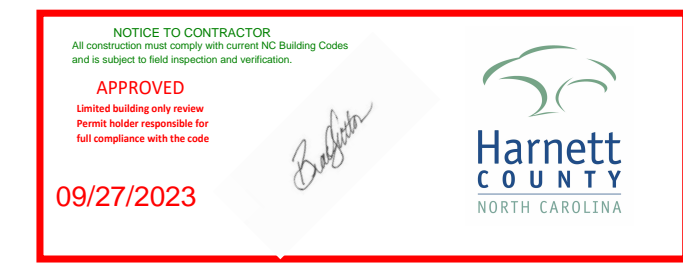 NOTICE TO CONTRACTOR
All construction must comply with current NC Building Codes
and is subject to field inspection and verification.
APPROVED
Limited building only review
Permit holder responsible for
full compliance with the code
09/27/2023
Harnett
COUNTY
NORTH CAROLINA